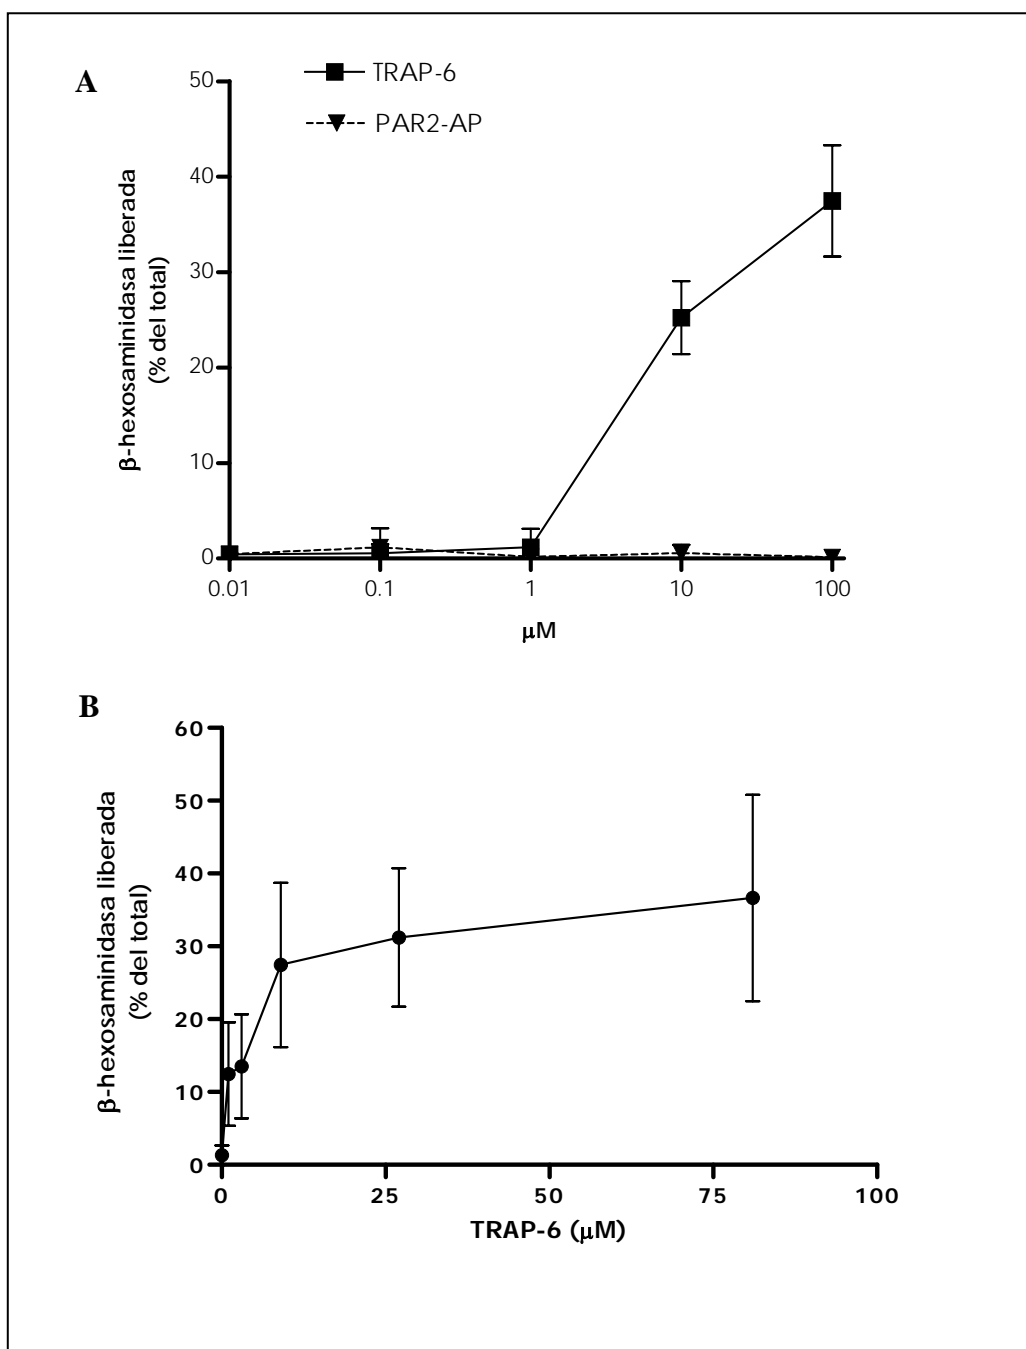 A
TRAP-6
PAR2-AP
β-hexosaminidasa liberada
(% del total)
50
40
30
20
10
0
0.01 0.1 1 10 100
μM
B
β-hexosaminidasa liberada
(% del total)
60
50
40
30
20
10
0
0 25 50 75 100
TRAP-6 (μM)